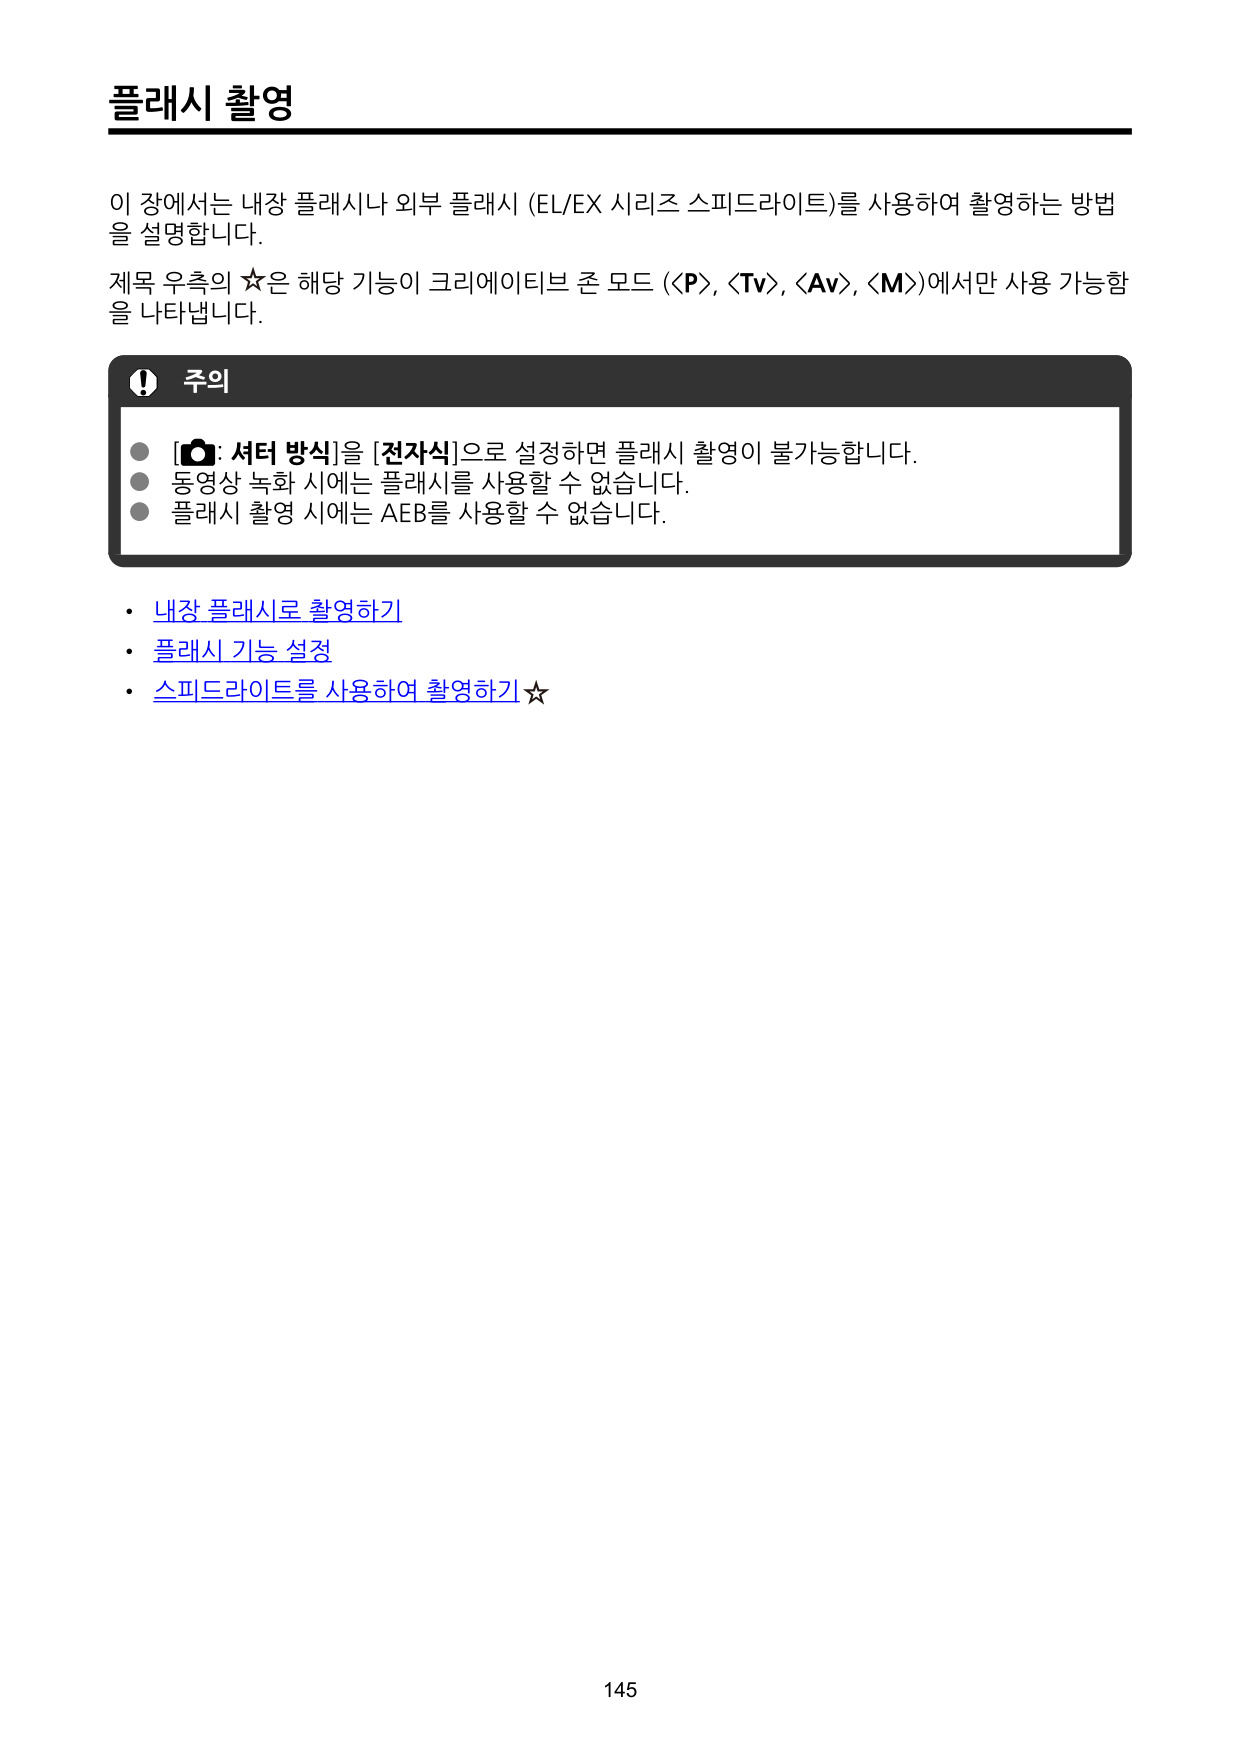 플래시 촬영
이 장에서는 내장 플래시나 외부 플래시 (EL/EX 시리즈 스피드라이트)를 사용하여 촬영하는 방법
을 설명합니다.
제목 우측의 ☆은 해당 기능이 크리에이티브 존 모드 (<P>, <Tv>, <Av>, <M>)에서만 사용 가능함
을 나타냅니다.
주의
● [📷: 셔터 방식]을 [전자식]으로 설정하면 플래시 촬영이 불가능합니다.
● 동영상 녹화 시에는 플래시를 사용할 수 없습니다.
● 플래시 촬영 시에는 AEB를 사용할 수 없습니다.
• 내장 플래시로 촬영하기
• 플래시 기능 설정
• 스피드라이트를 사용하여 촬영하기☆
145